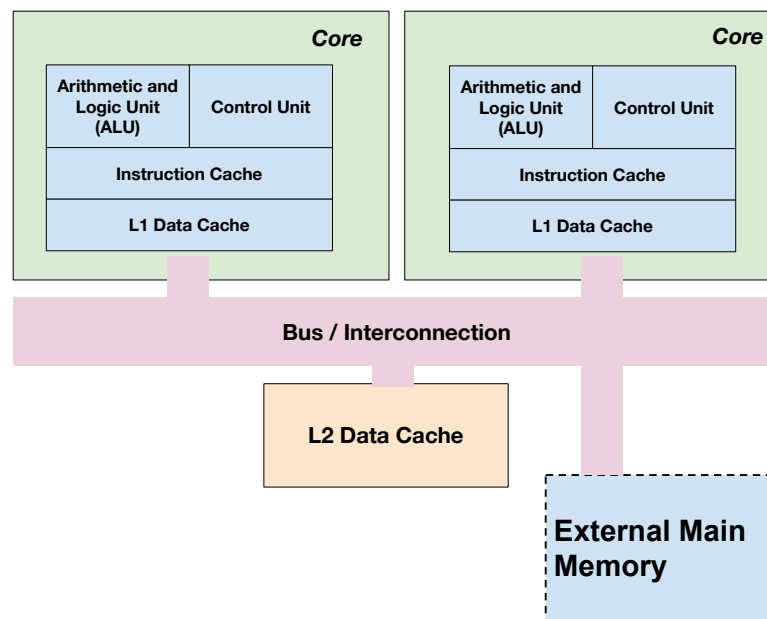 Core
Arithmetic and
Logic Unit
(ALU)
Control Unit
Instruction Cache
L1 Data Cache
Core
Arithmetic and
Logic Unit
(ALU)
Control Unit
Instruction Cache
L1 Data Cache
Bus / Interconnection
L2 Data Cache
External Main
Memory